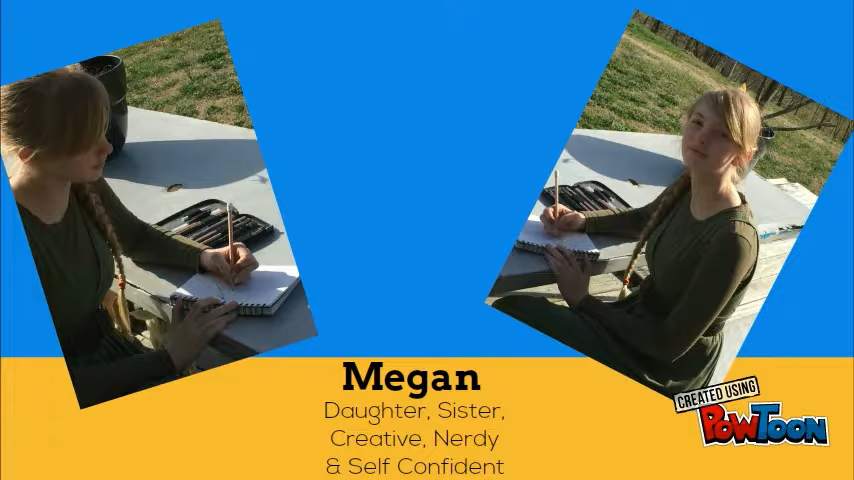 Megan
Daughter, Sister,
Creative, Nerdy
& Self Confident
CREATED USING
POWTOON